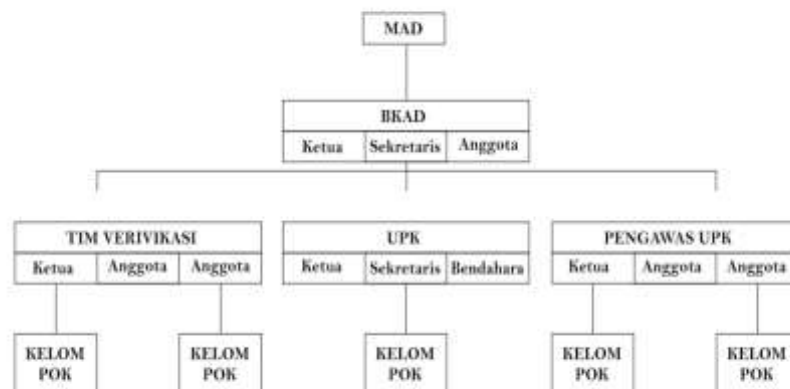 MAD
BKAD
Ketua Sekretaris Anggota
TIM VERIVIKASI UPK PENGAWAS UPK
Ketua Anggota Anggota Ketua Sekretaris Bendahara Ketua Anggota Anggota
KELOM KELOM KELOM KELOM KELOM
POK POK POK POK POK